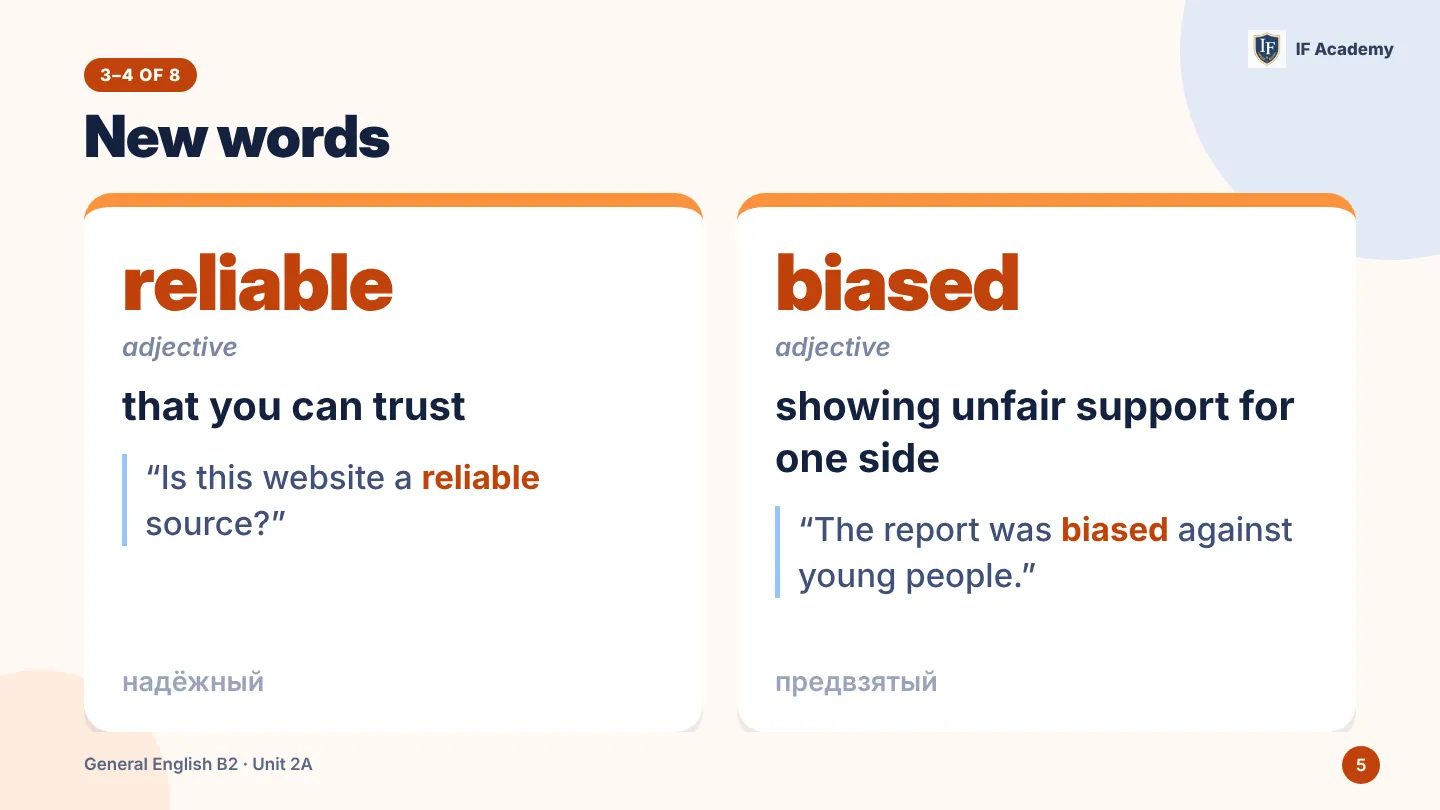 IF
IF Academy
3–4 OF 8
New words
reliable
adjective
that you can trust
“Is this website a reliable
source?”
надёжный
biased
adjective
showing unfair support for
one side
“The report was biased against
young people.”
предвзятый
General English B2 · Unit 2A
5